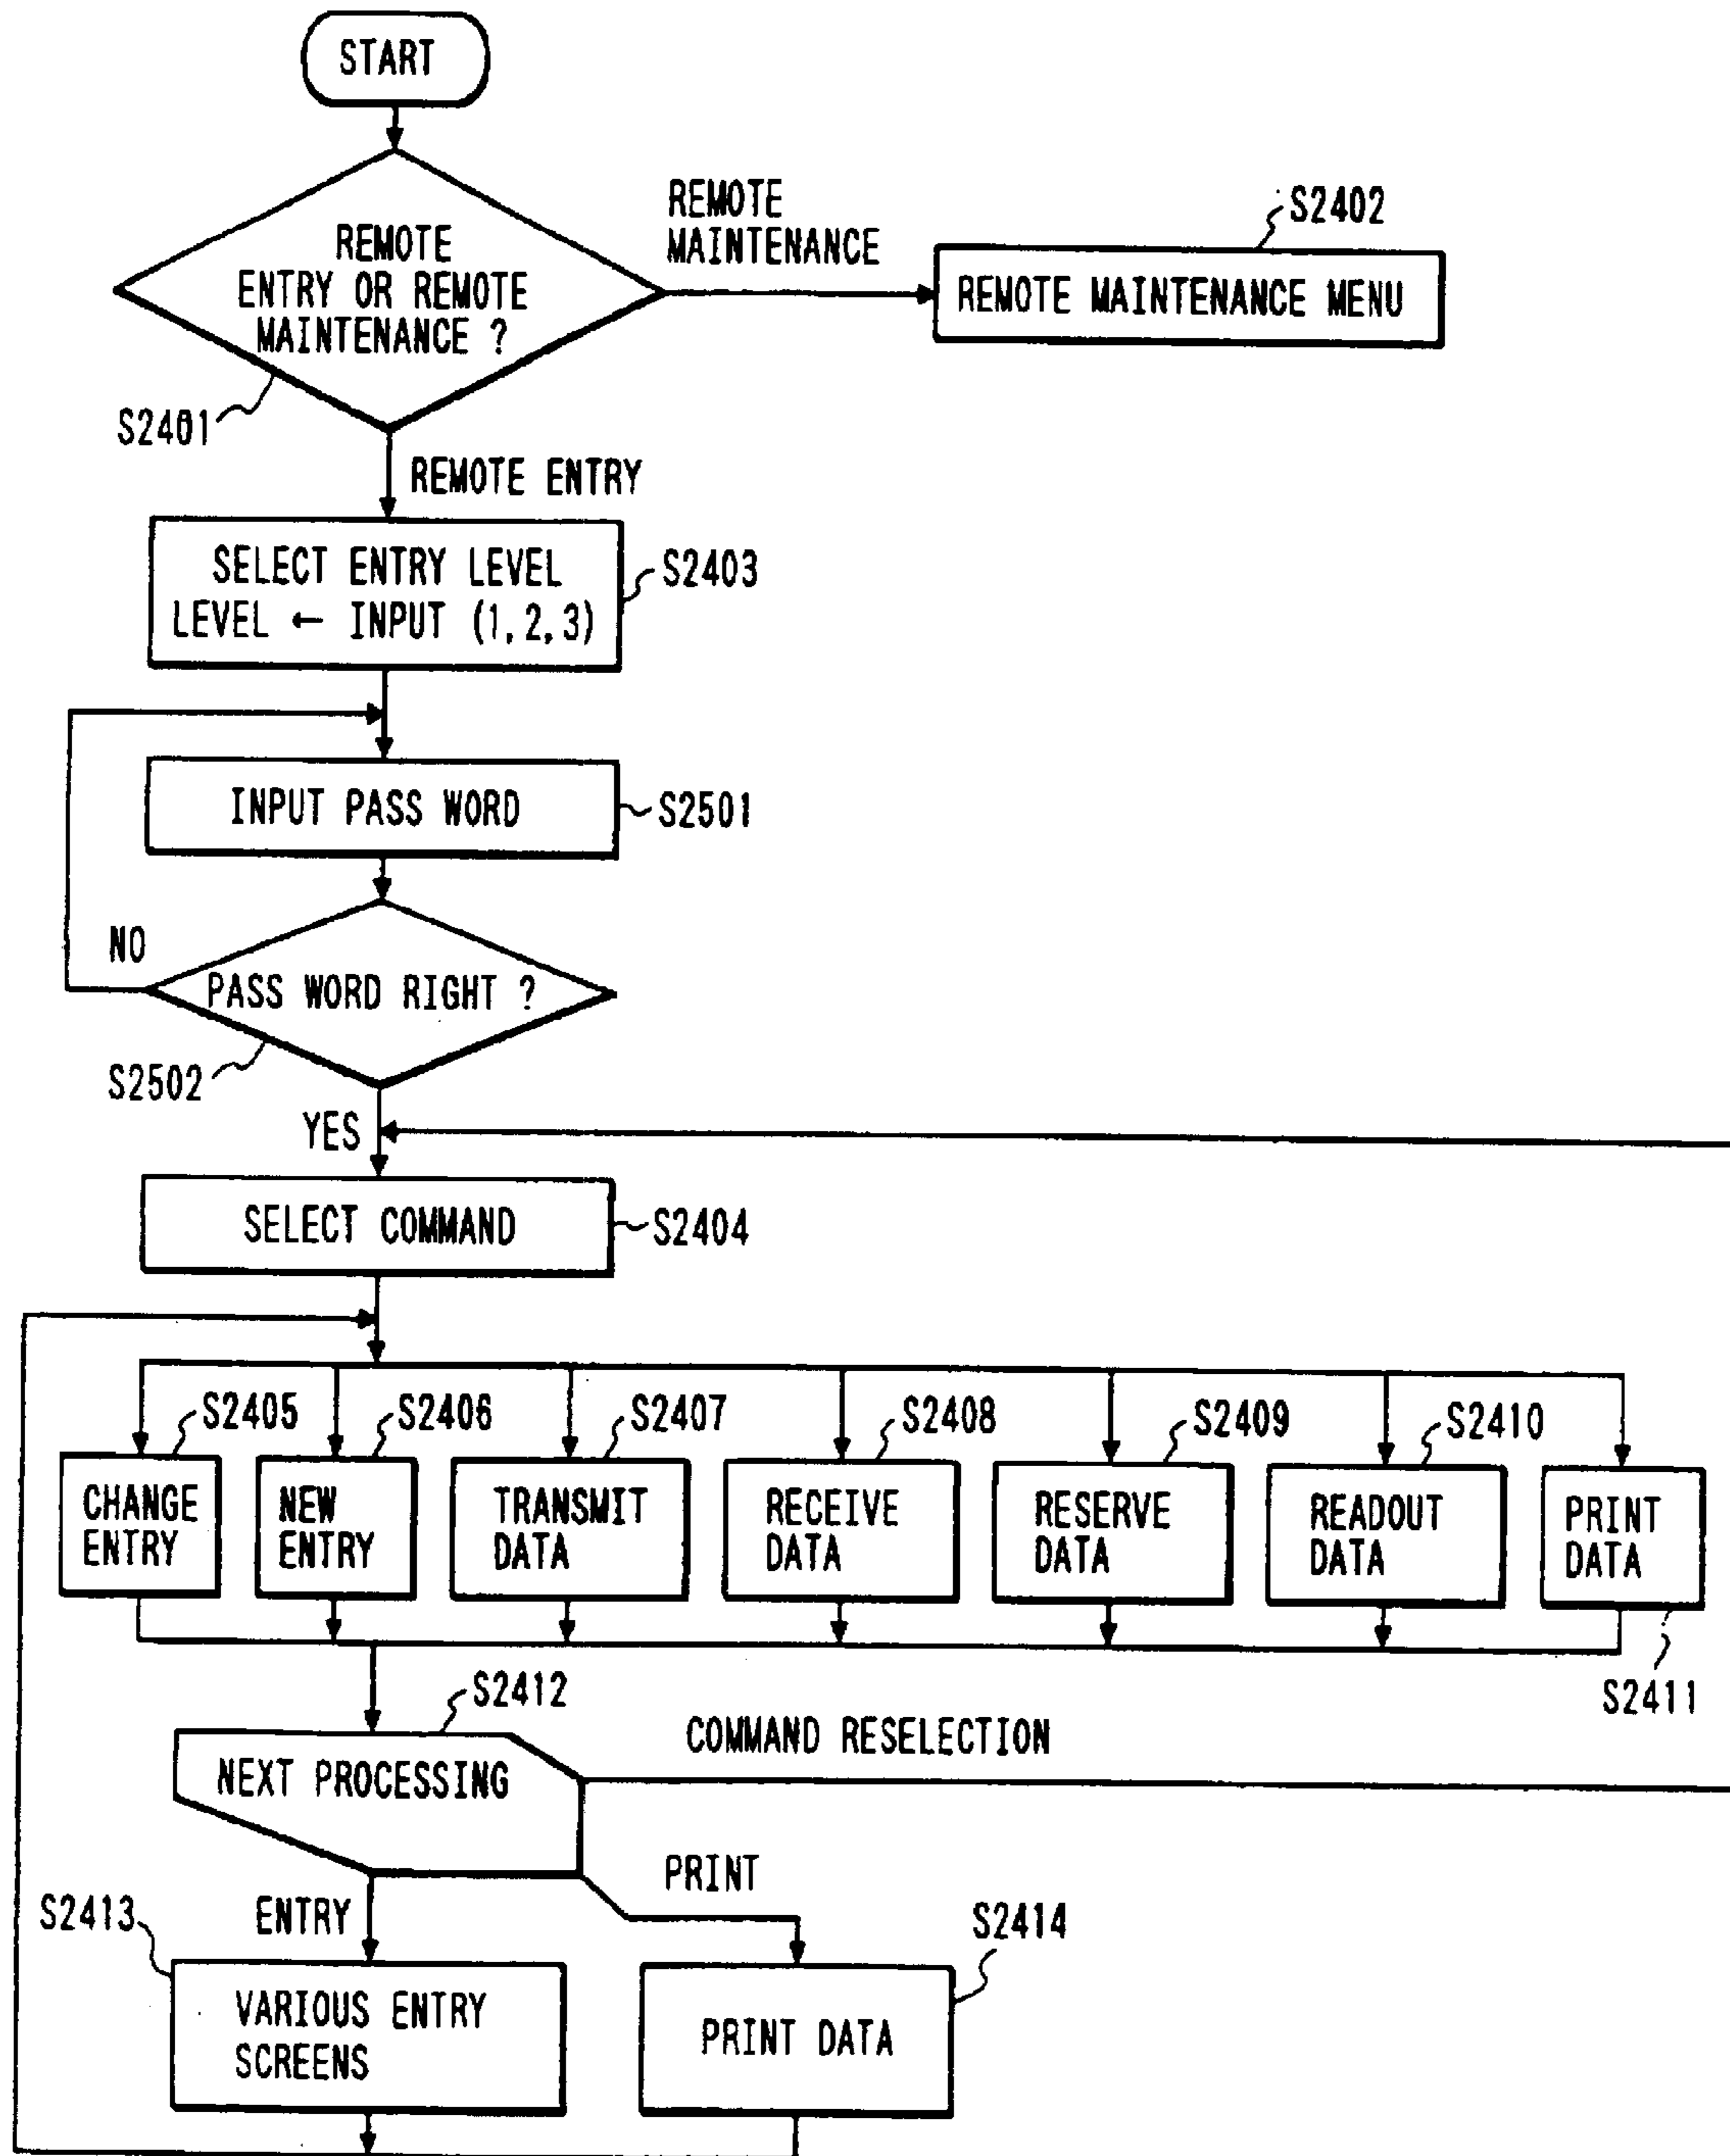 START
REMOTE
ENTRY OR REMOTE
MAINTENANCE ?
S2401
REMOTE
MAINTENANCE
S2402
REMOTE MAINTENANCE MENU
REMOTE ENTRY
SELECT ENTRY LEVEL
LEVEL ← INPUT (1,2,3)
S2403
INPUT PASS WORD
S2501
NO
PASS WORD RIGHT ?
S2502
YES
SELECT COMMAND
S2404
S2405
CHANGE
ENTRY
S2406
NEW
ENTRY
S2407
TRANSMIT
DATA
S2408
RECEIVE
DATA
S2409
RESERVE
DATA
S2410
READOUT
DATA
PRINT
DATA
S2411
S2412
NEXT PROCESSING
COMMAND RESELECTION
PRINT
ENTRY
S2413
VARIOUS ENTRY
SCREENS
S2414
PRINT DATA